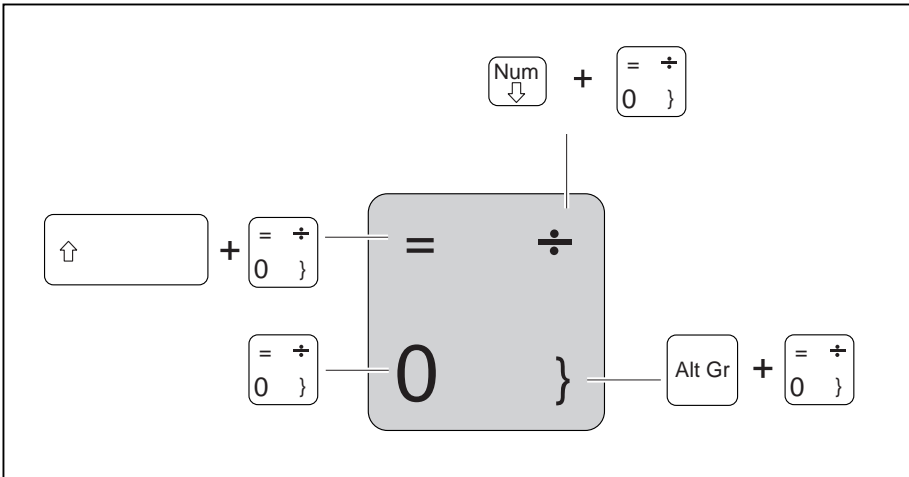 Num + = ÷
⇩ 0 }
⇧ + = ÷
0 }
= ÷
= ÷
0 }
0 }
Alt Gr + = ÷
0 }